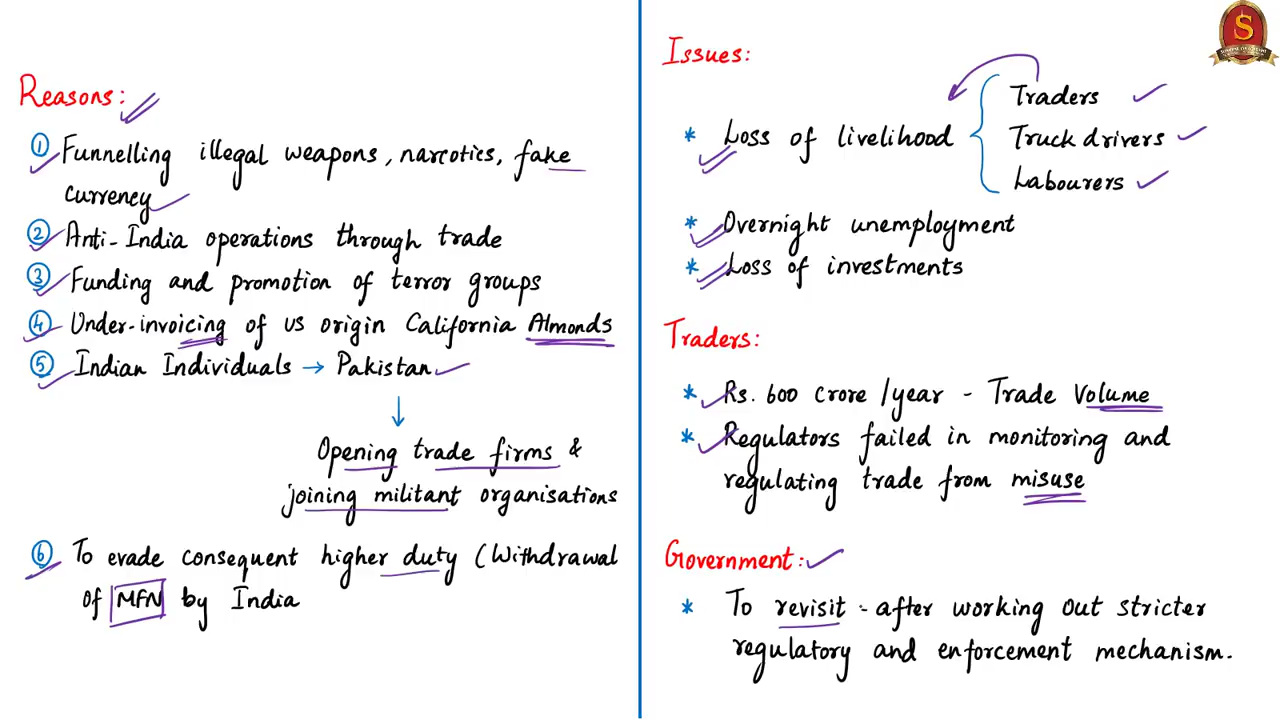 Reasons:
① Funnelling illegal weapons, narcotics, fake
currency
② Anti-India operations through trade
③ Funding and promotion of terror groups
④ Under-invoicing of US origin California Almonds
⑤ Indian Individuals → Pakistan
↓
Opening trade firms &
joining militant organisations
⑥ To evade consequent higher duty (Withdrawal
of MFN by India
Issues:
* Loss of livelihood { Traders
Truck drivers
Labourers
* Overnight unemployment
* Loss of investments
Traders:
* Rs. 600 crore /year - Trade Volume
* Regulators failed in monitoring and
regulating trade from misuse
Government:
* To revisit - after working out stricter
regulatory and enforcement mechanism.
S